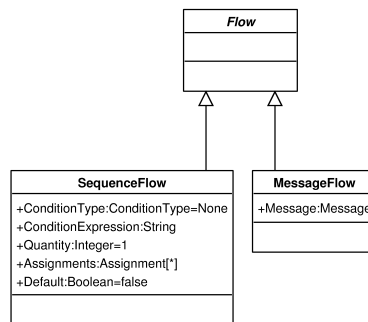 Flow
SequenceFlow
+ConditionType:ConditionType=None
+ConditionExpression:String
+Quantity:Integer=1
+Assignments:Assignment[*]
+Default:Boolean=false
MessageFlow
+Message:Message